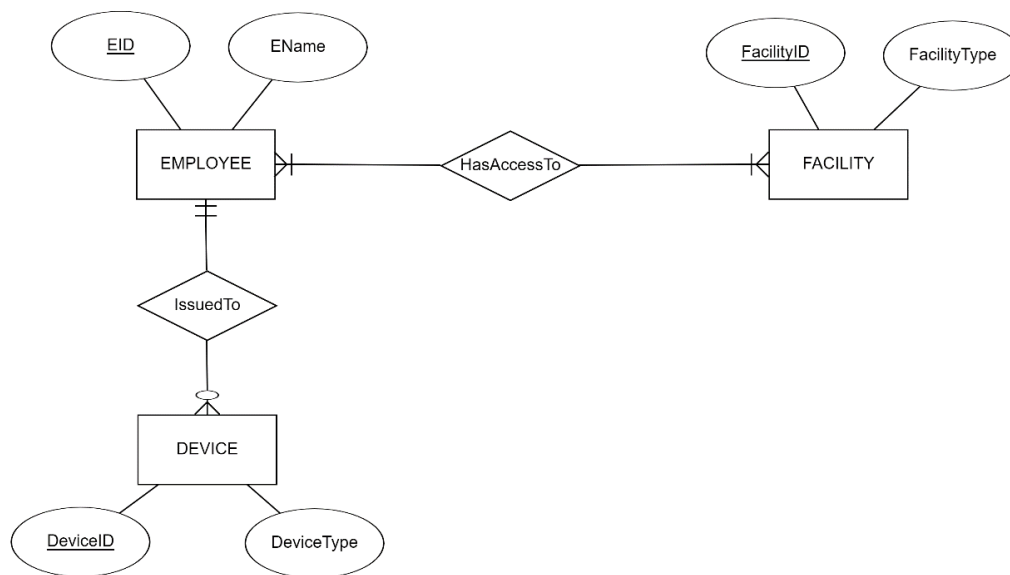 EID
EName
FacilityID
FacilityType
EMPLOYEE
HasAccessTo
FACILITY
IssuedTo
DEVICE
DeviceID
DeviceType